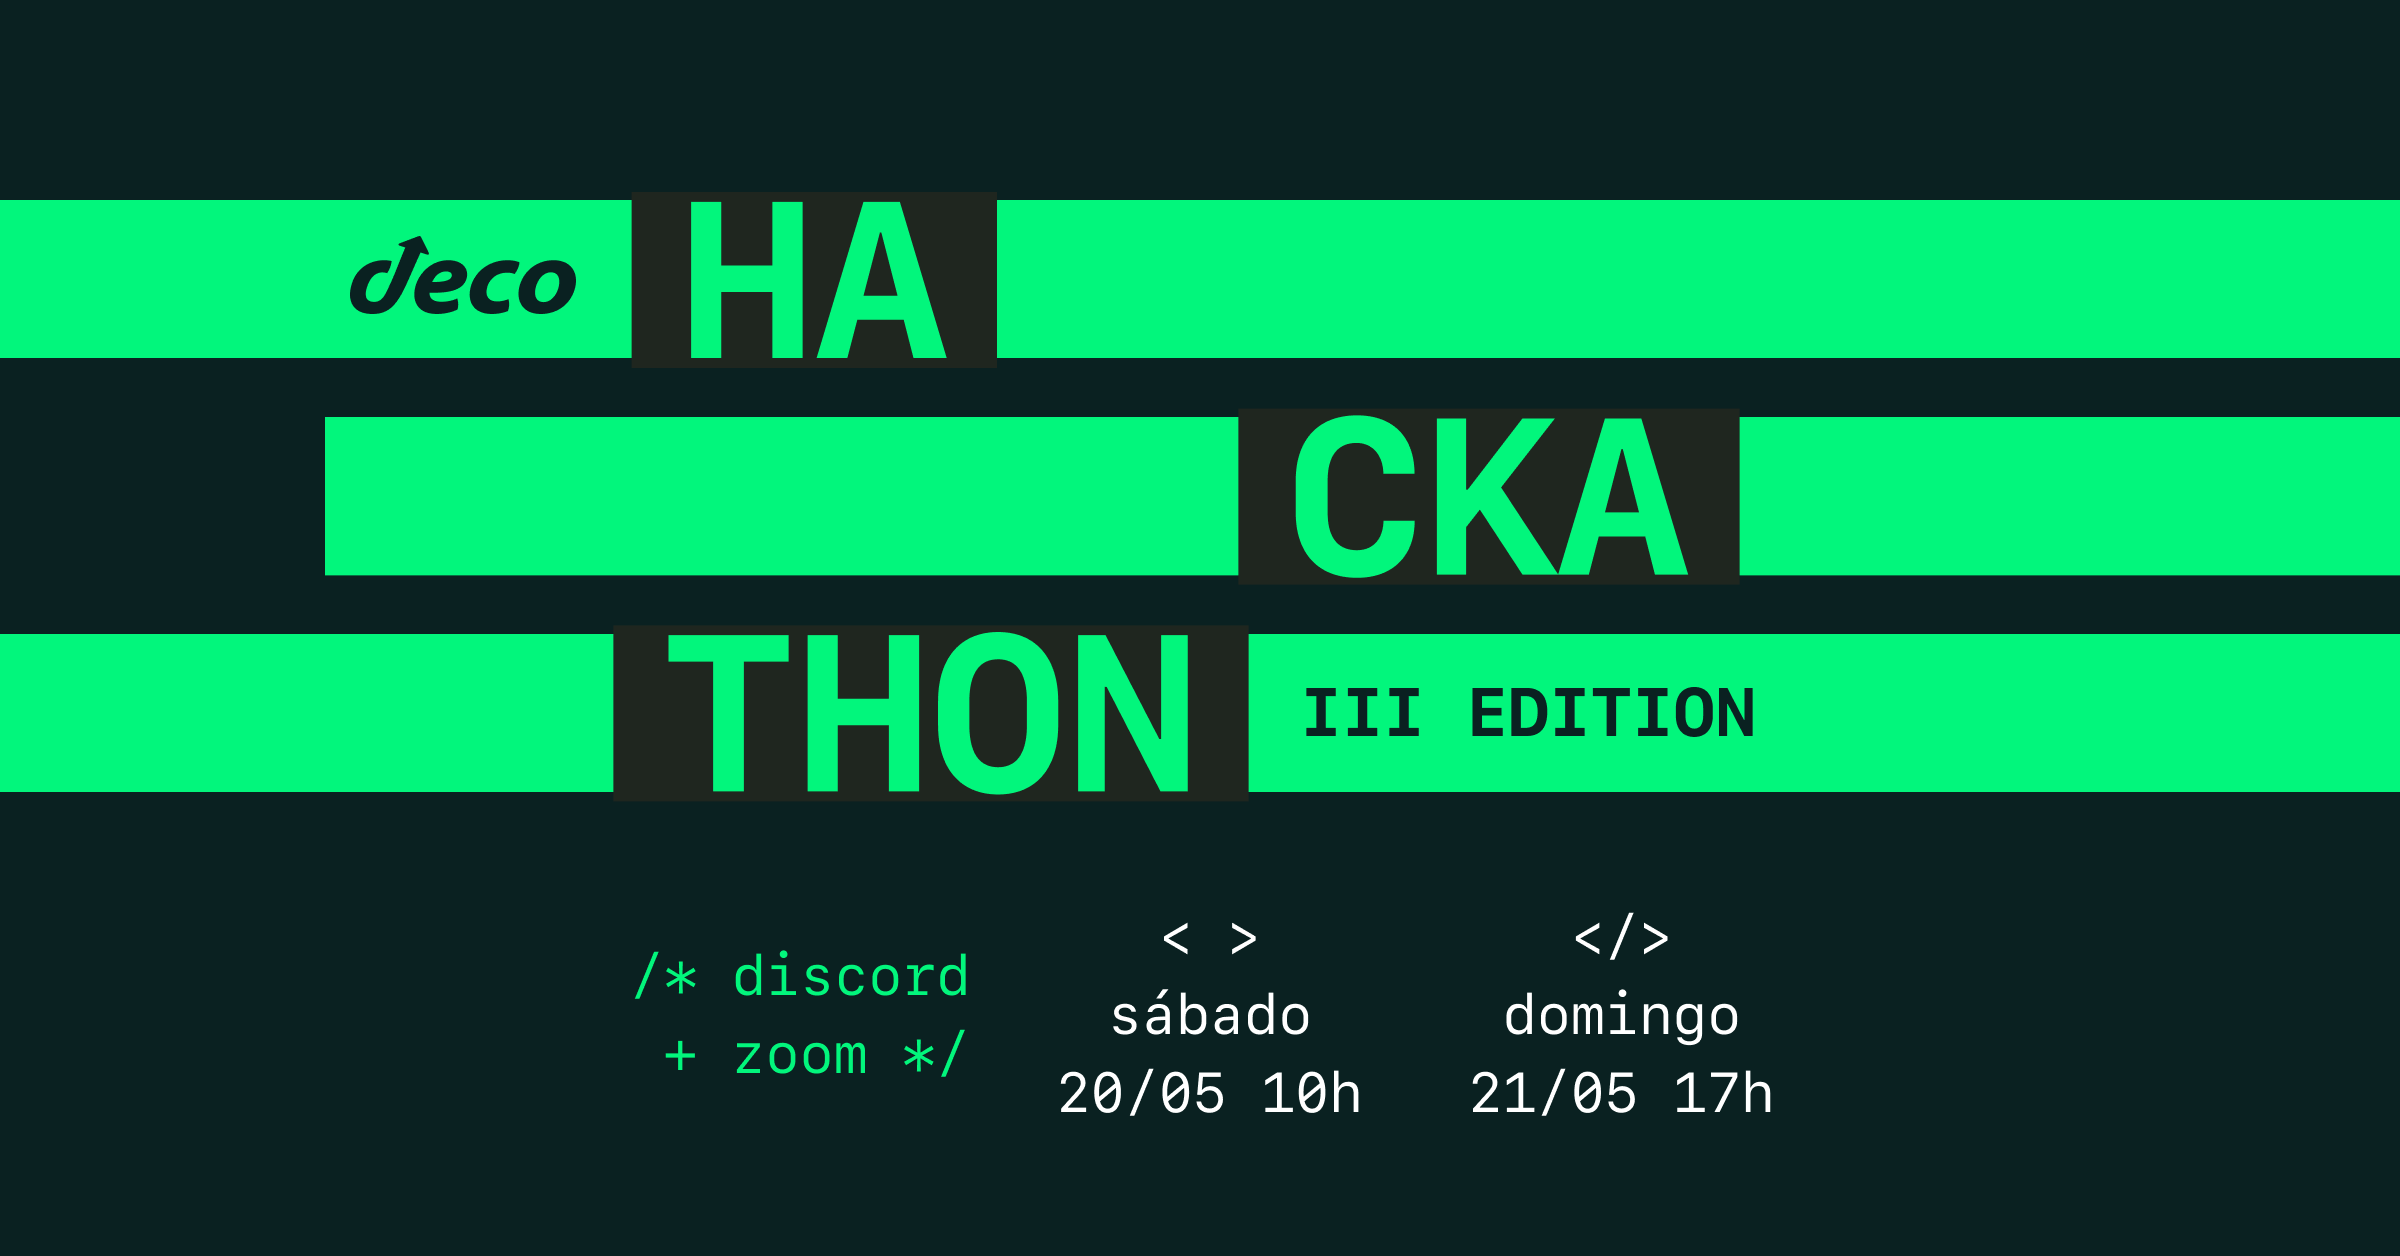 deco HA
CKA
THON III EDITION
/* discord
+ zoom */
< >
sábado
20/05 10h
</>
domingo
21/05 17h